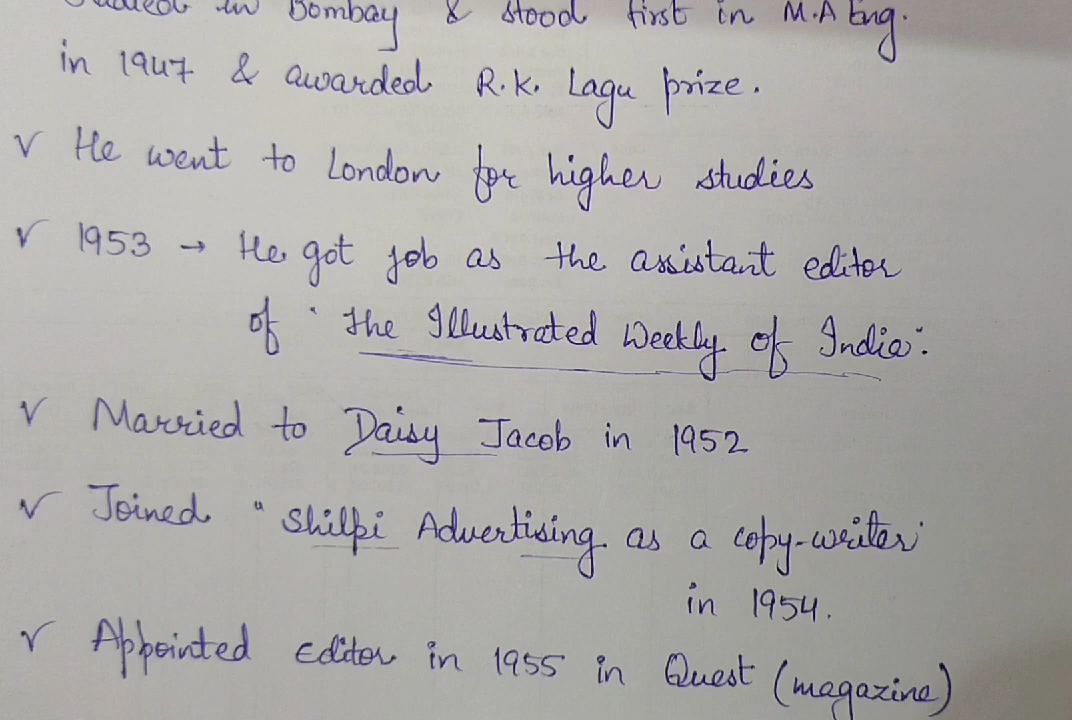 Studied in Bombay & stood first in M.A Eng.
in 1947 & awarded R.K. Lagu prize.
✓ He went to London for higher studies
✓ 1953 → He got job as the assistant editor
of "the Illustrated Weekly of India".
✓ Married to Daisy Jacob in 1952
✓ Joined "Shilpi Advertising as a copy-writer"
in 1954.
✓ Appointed Editor in 1955 in Quest (magazine)